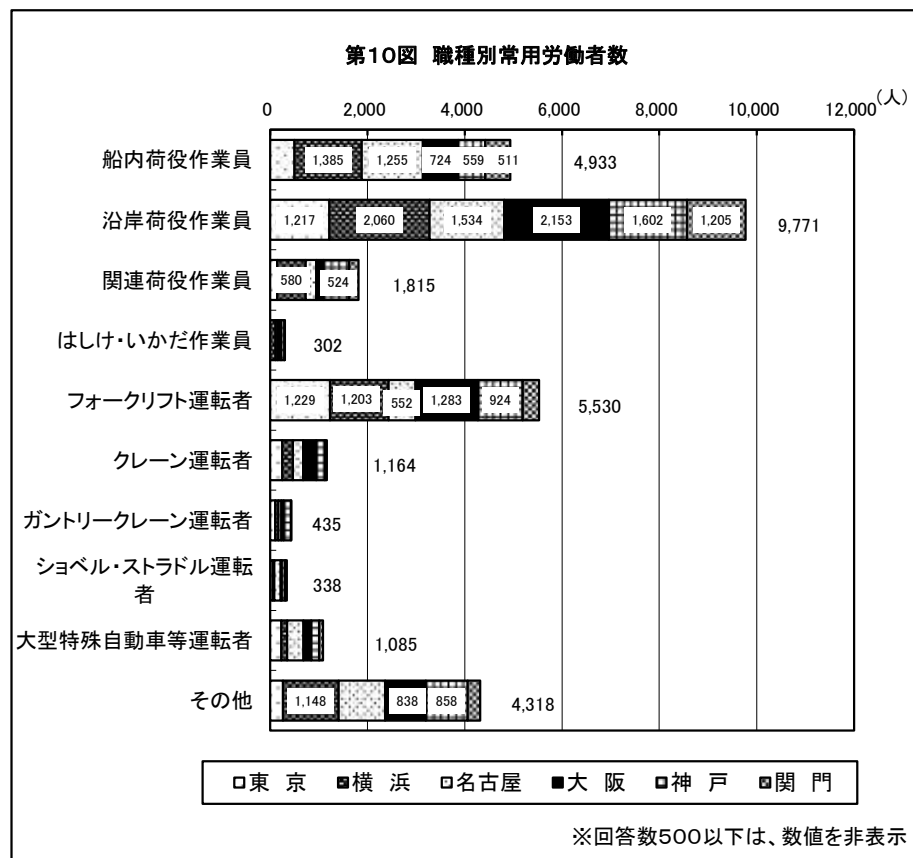 第10図 職種別常用労働者数
(人)
0 2,000 4,000 6,000 8,000 10,000 12,000
船内荷役作業員 1,385 1,255 724 559 511 4,933
沿岸荷役作業員 1,217 2,060 1,534 2,153 1,602 1,205 9,771
関連荷役作業員 580 524 1,815
はしけ・いかだ作業員 302
フォークリフト運転者 1,229 1,203 552 1,283 924 5,530
クレーン運転者 1,164
ガントリークレーン運転者 435
ショベル・ストラドル運転
者 338
大型特殊自動車等運転者 1,085
その他 1,148 838 858 4,318
東 京 横 浜 名古屋 大 阪 神 戸 関 門
※回答数500以下は、数値を非表示